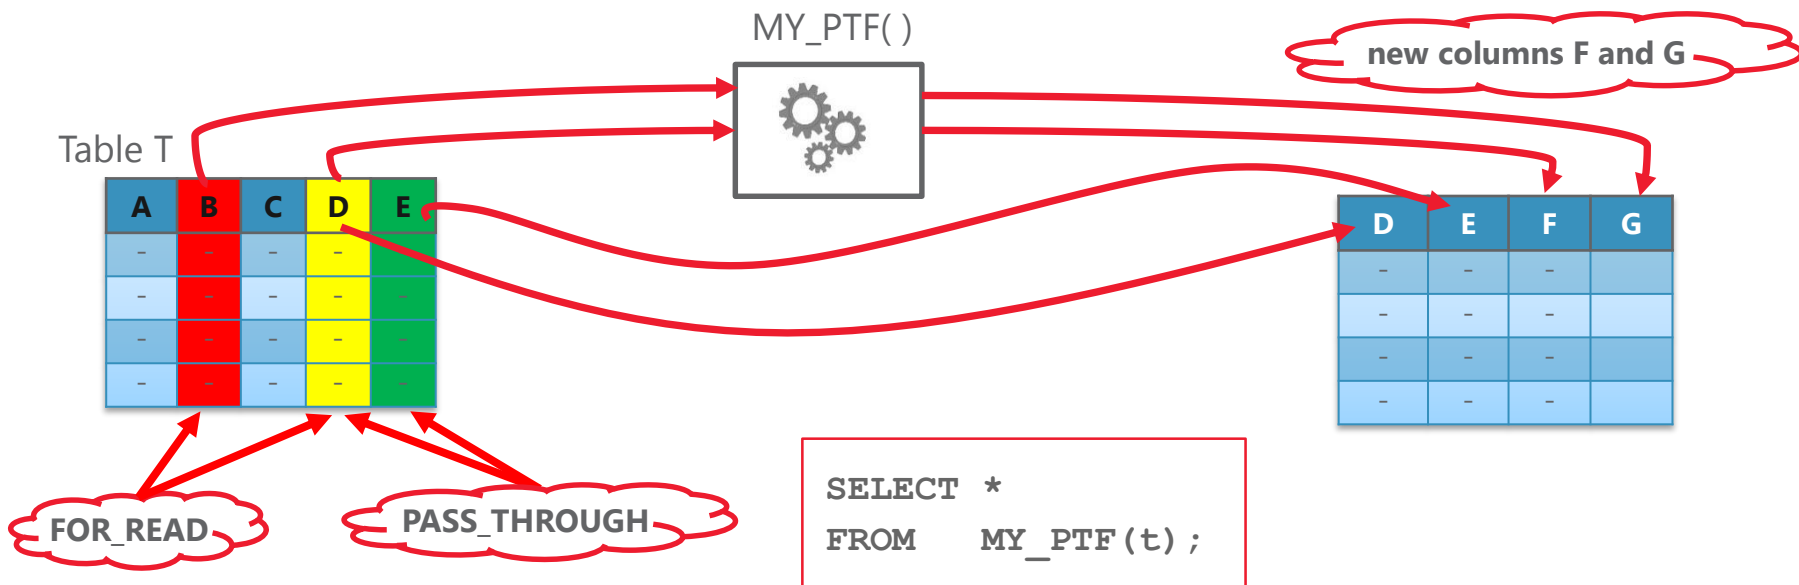 MY_PTF( )
new columns F and G
Table T
A B C D E
- - - -
- - - - -
- - - - -
- - - - -
D E F G
- - -
- - -
- - -
- - -
FOR_READ
PASS_THROUGH
SELECT *
FROM MY_PTF(t);